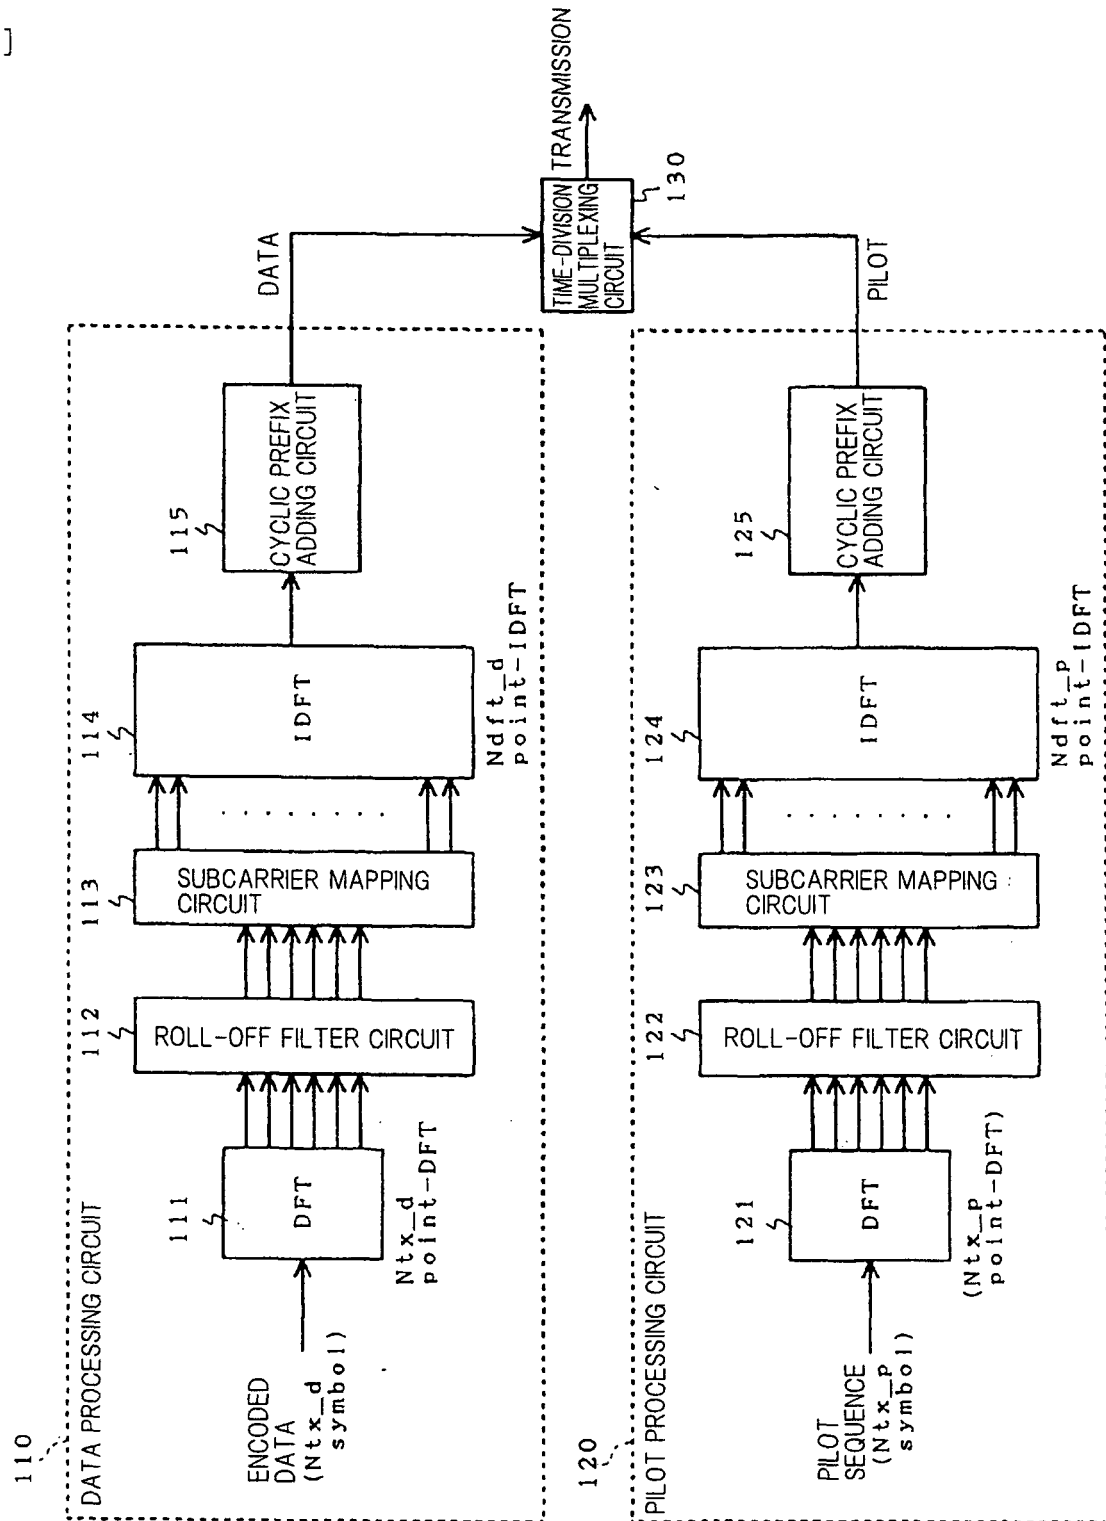 ]
110
DATA PROCESSING CIRCUIT
ENCODED
DATA
(Ntx_d
symbol)
111
DFT
Ntx_d
point-DFT
112
ROLL-OFF FILTER CIRCUIT
113
SUBCARRIER MAPPING
CIRCUIT
114
IDFT
Ndft_d
point-IDFT
115
CYCLIC PREFIX
ADDING CIRCUIT
DATA
TIME-DIVISION
MULTIPLEXING
CIRCUIT
130
TRANSMISSION
120
PILOT PROCESSING CIRCUIT
PILOT
SEQUENCE
(Ntx_p
symbol)
121
DFT
(Ntx_p
point-DFT)
122
ROLL-OFF FILTER CIRCUIT
123
SUBCARRIER MAPPING
CIRCUIT
124
IDFT
Ndft_p
point-IDFT
125
CYCLIC PREFIX
ADDING CIRCUIT
PILOT